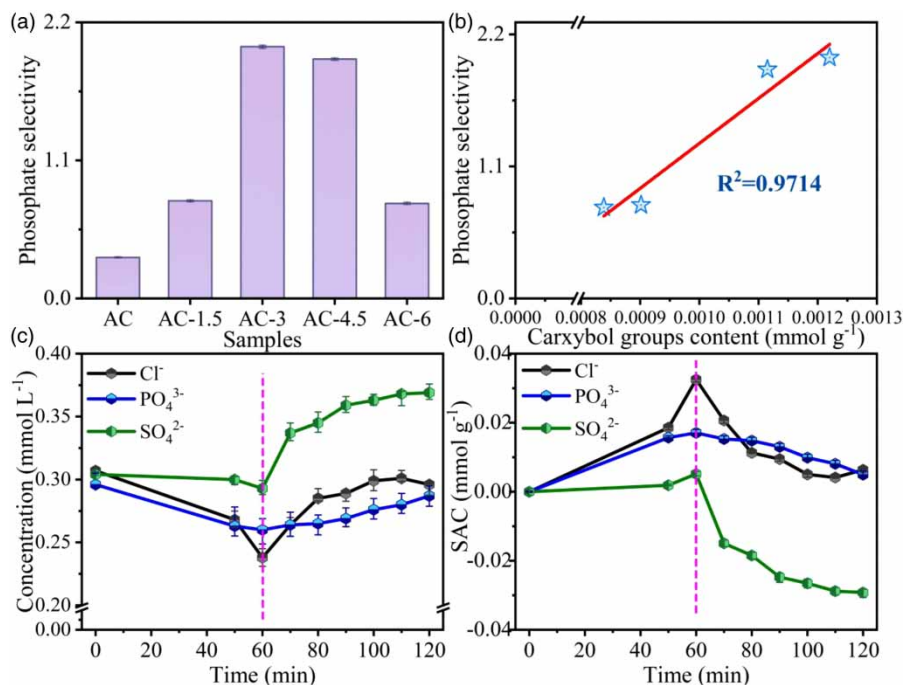 (a)
2.2
1.1
0.0
Phosophate selectivity
AC AC-1.5 AC-3 AC-4.5 AC-6
Samples
(b)
2.2
1.1
0.0
Phosophate selectivity
R²=0.9714
0.0000 0.0008 0.0009 0.0010 0.0011 0.0012 0.0013
Carxybol groups content (mmol g⁻¹)
(c)
0.40
0.35
0.30
0.25
0.20
0.00
Concentration (mmol L⁻¹)
Cl⁻
PO₄³⁻
SO₄²⁻
0 20 40 60 80 100 120
Time (min)
(d)
0.04
0.02
0.00
-0.02
-0.04
SAC (mmol g⁻¹)
Cl⁻
PO₄³⁻
SO₄²⁻
0 20 40 60 80 100 120
Time (min)